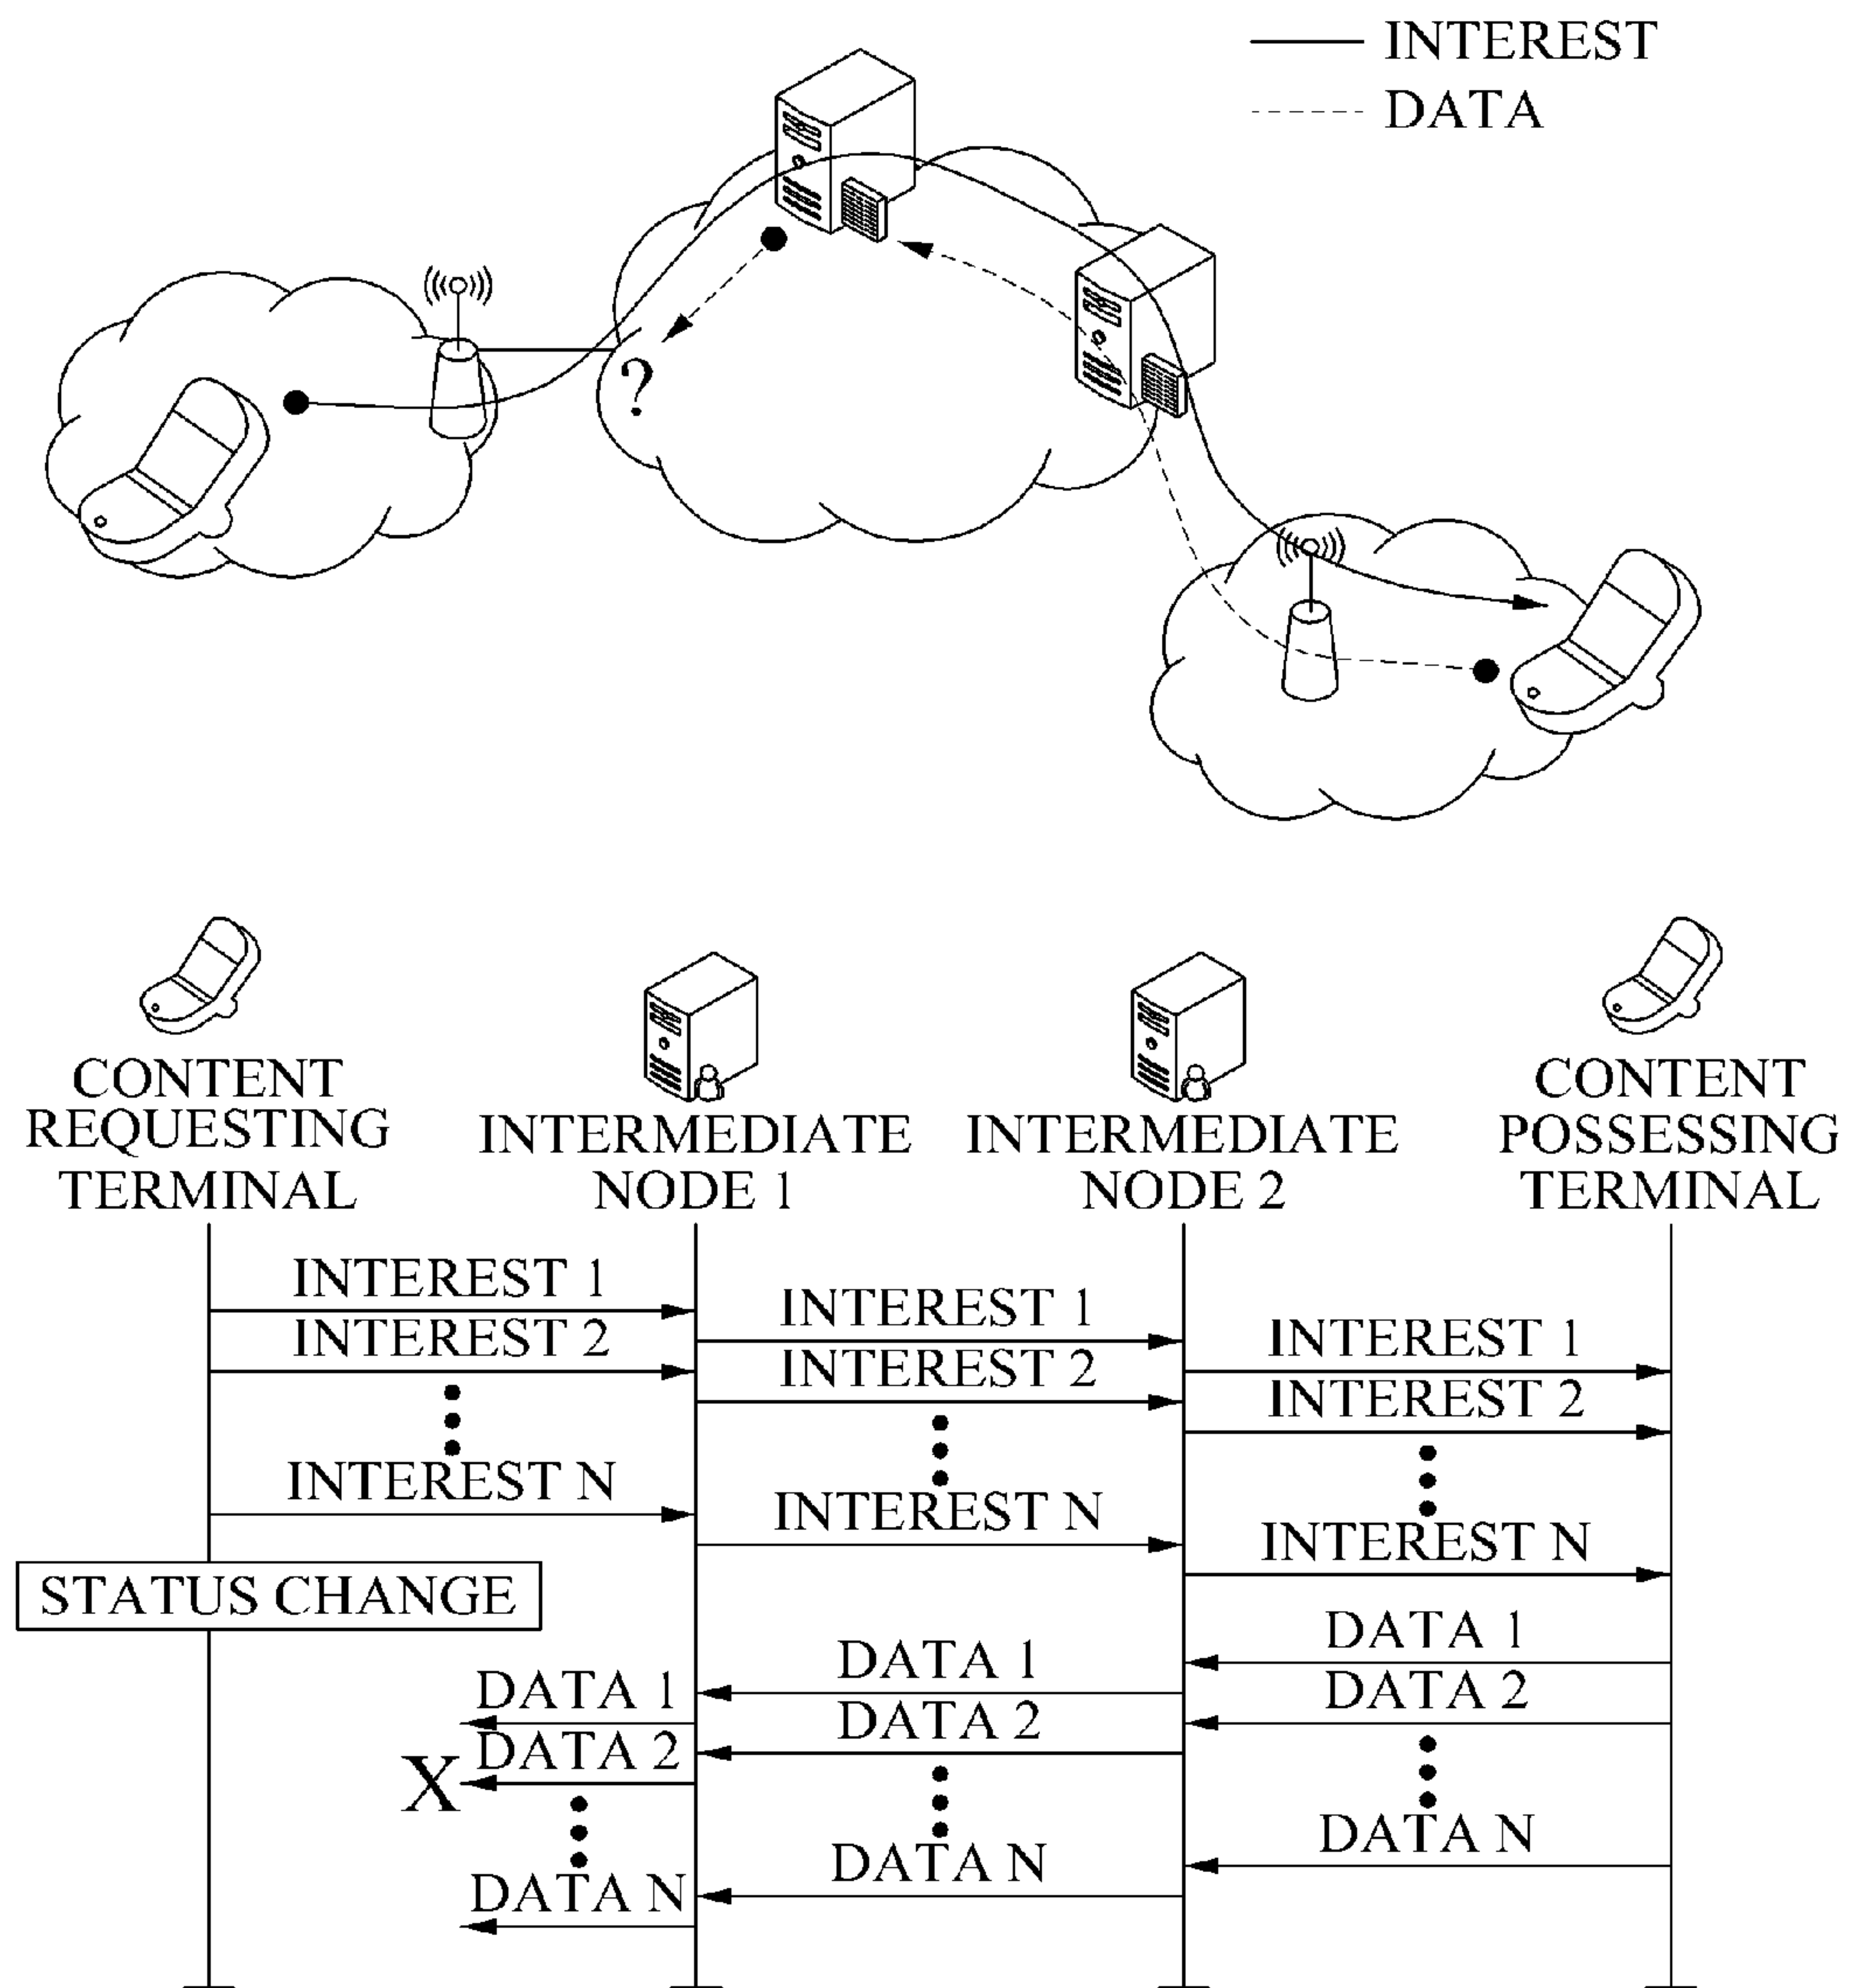 INTEREST
DATA
?
CONTENT
REQUESTING
TERMINAL
INTERMEDIATE
NODE 1
INTERMEDIATE
NODE 2
CONTENT
POSSESSING
TERMINAL
INTEREST 1
INTEREST 1
INTEREST 1
INTEREST 2
INTEREST 2
INTEREST 2
INTEREST N
INTEREST N
INTEREST N
STATUS CHANGE
DATA 1
DATA 1
DATA 1
DATA 2
DATA 2
DATA 2
X
DATA N
DATA N
DATA N